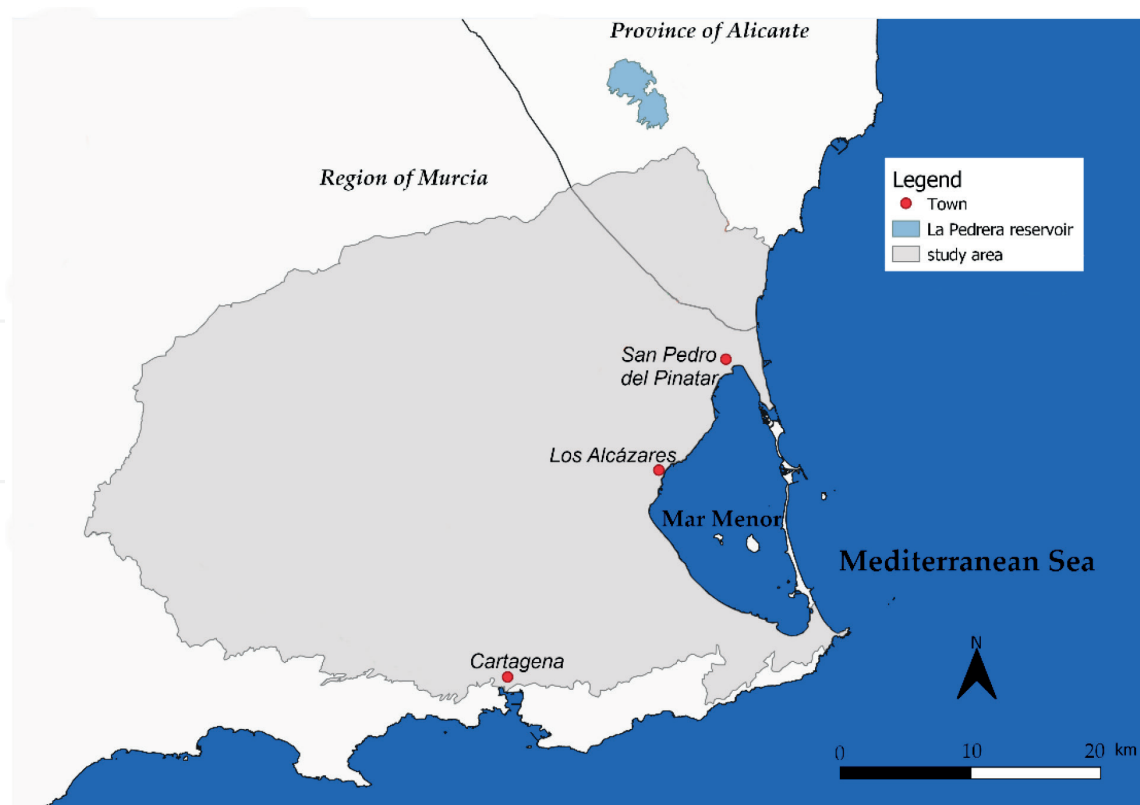 Province of Alicante
Region of Murcia
Legend
Town
La Pedrera reservoir
study area
San Pedro
del Pinatar
Los Alcázares
Mar Menor
Mediterranean Sea
Cartagena
N
0 10 20 km